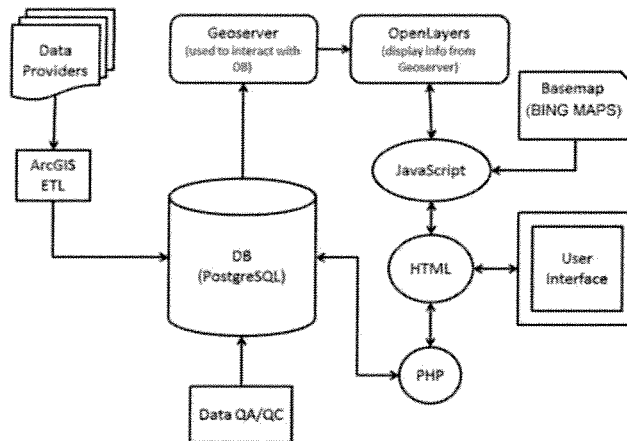 Data
Providers
Geoserver
(used to interact with
DB)
OpenLayers
(display info from
Geoserver)
Basemap
(BING MAPS)
ArcGIS
ETL
JavaScript
DB
(PostgreSQL)
HTML
User
Interface
PHP
Data QA/QC